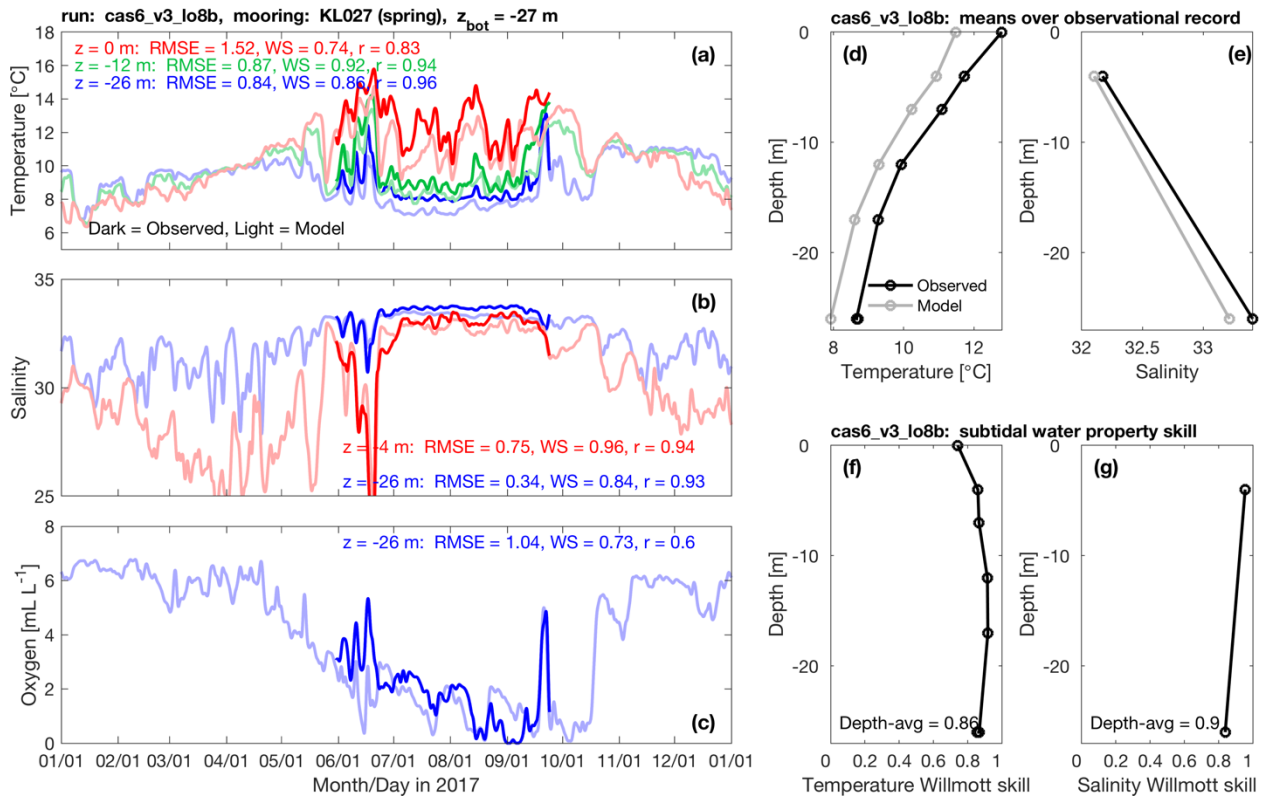 run: cas6_v3_lo8b, mooring: KL027 (spring), z_bot = -27 m
18
16
14
12
10
8
6
Temperature [°C]
z = 0 m: RMSE = 1.52, WS = 0.74, r = 0.83
z = -12 m: RMSE = 0.87, WS = 0.92, r = 0.94
z = -26 m: RMSE = 0.84, WS = 0.86, r = 0.96
(a)
Dark = Observed, Light = Model
35
30
25
Salinity
(b)
z = -4 m: RMSE = 0.75, WS = 0.96, r = 0.94
z = -26 m: RMSE = 0.34, WS = 0.84, r = 0.93
8
6
4
2
0
Oxygen [mL L⁻¹]
z = -26 m: RMSE = 1.04, WS = 0.73, r = 0.6
(c)
01/01 02/01 03/01 04/01 05/01 06/01 07/01 08/01 09/01 10/01 11/01 12/01 01/01
Month/Day in 2017
cas6_v3_lo8b: means over observational record
0
-10
-20
Depth [m]
(d)
Observed
Model
8 10 12
Temperature [°C]
0
-10
-20
Depth [m]
(e)
32 32.5 33
Salinity
cas6_v3_lo8b: subtidal water property skill
0
-10
-20
Depth [m]
(f)
Depth-avg = 0.86
0 0.2 0.4 0.6 0.8 1
Temperature Willmott skill
0
-10
-20
Depth [m]
(g)
Depth-avg = 0.9
0 0.2 0.4 0.6 0.8 1
Salinity Willmott skill